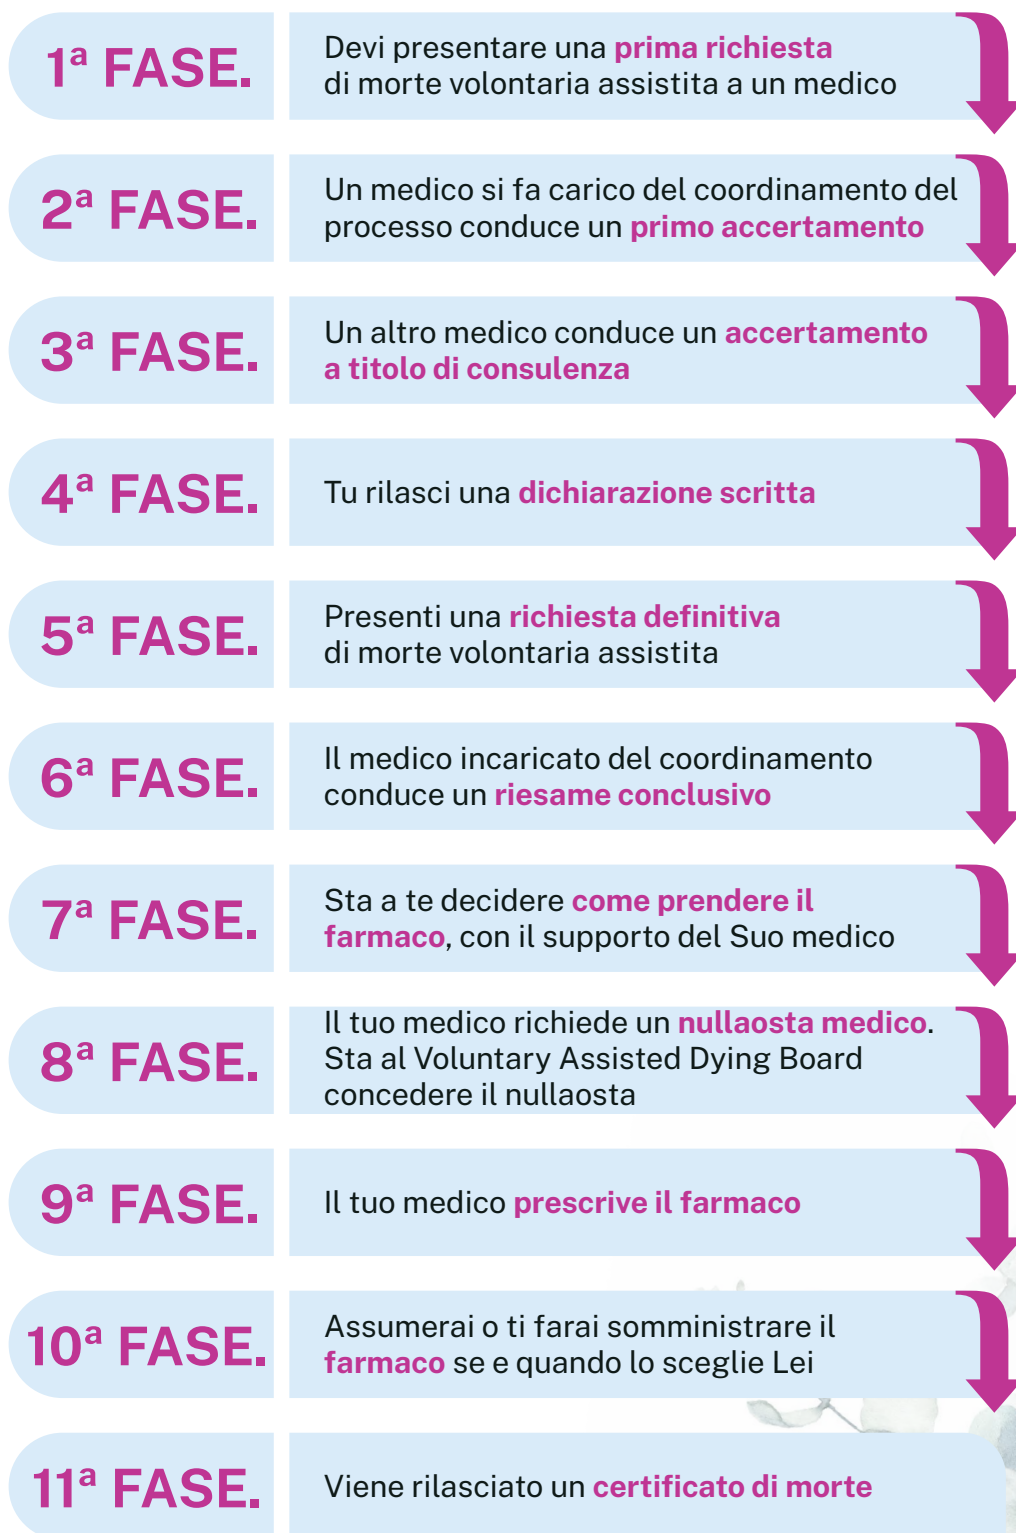 1ª FASE.
Devi presentare una prima richiesta
di morte volontaria assistita a un medico
2ª FASE.
Un medico si fa carico del coordinamento del
processo conduce un primo accertamento
3ª FASE.
Un altro medico conduce un accertamento
a titolo di consulenza
4ª FASE.
Tu rilasci una dichiarazione scritta
5ª FASE.
Presenti una richiesta definitiva
di morte volontaria assistita
6ª FASE.
Il medico incaricato del coordinamento
conduce un riesame conclusivo
7ª FASE.
Sta a te decidere come prendere il
farmaco, con il supporto del Suo medico
8ª FASE.
Il tuo medico richiede un nullaosta medico.
Sta al Voluntary Assisted Dying Board
concedere il nullaosta
9ª FASE.
Il tuo medico prescrive il farmaco
10ª FASE.
Assumerai o ti farai somministrare il
farmaco se e quando lo sceglie Lei
11ª FASE.
Viene rilasciato un certificato di morte